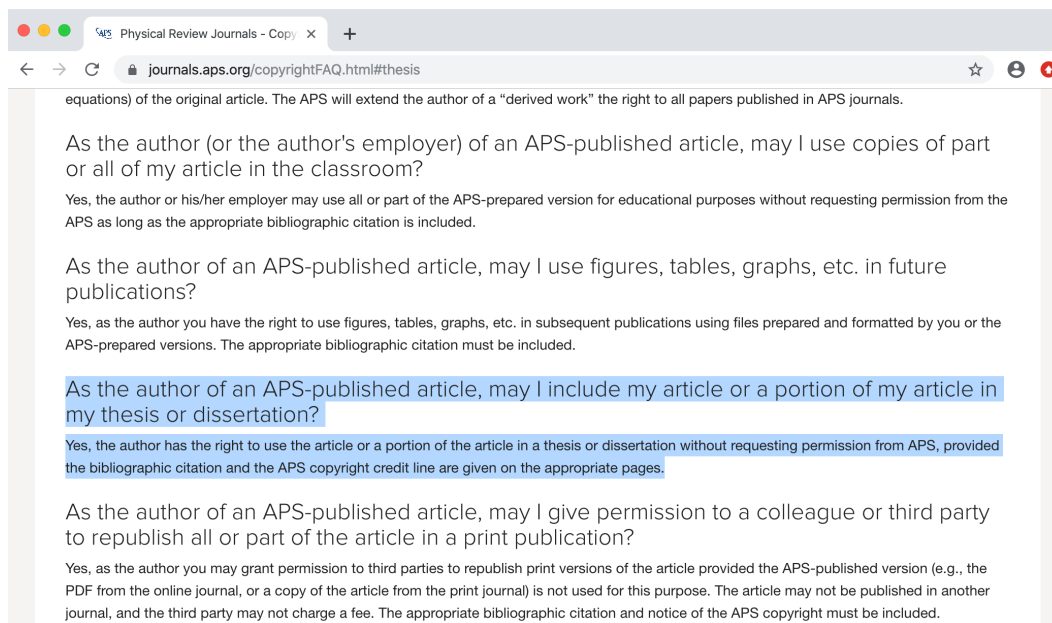 APS Physical Review Journals - Copy
journals.aps.org/copyrightFAQ.html#thesis
equations) of the original article. The APS will extend the author of a “derived work” the right to all papers published in APS journals.
As the author (or the author's employer) of an APS-published article, may I use copies of part
or all of my article in the classroom?
Yes, the author or his/her employer may use all or part of the APS-prepared version for educational purposes without requesting permission from the
APS as long as the appropriate bibliographic citation is included.
As the author of an APS-published article, may I use figures, tables, graphs, etc. in future
publications?
Yes, as the author you have the right to use figures, tables, graphs, etc. in subsequent publications using files prepared and formatted by you or the
APS-prepared versions. The appropriate bibliographic citation must be included.
As the author of an APS-published article, may I include my article or a portion of my article in
my thesis or dissertation?
Yes, the author has the right to use the article or a portion of the article in a thesis or dissertation without requesting permission from APS, provided
the bibliographic citation and the APS copyright credit line are given on the appropriate pages.
As the author of an APS-published article, may I give permission to a colleague or third party
to republish all or part of the article in a print publication?
Yes, as the author you may grant permission to third parties to republish print versions of the article provided the APS-published version (e.g., the
PDF from the online journal, or a copy of the article from the print journal) is not used for this purpose. The article may not be published in another
journal, and the third party may not charge a fee. The appropriate bibliographic citation and notice of the APS copyright must be included.